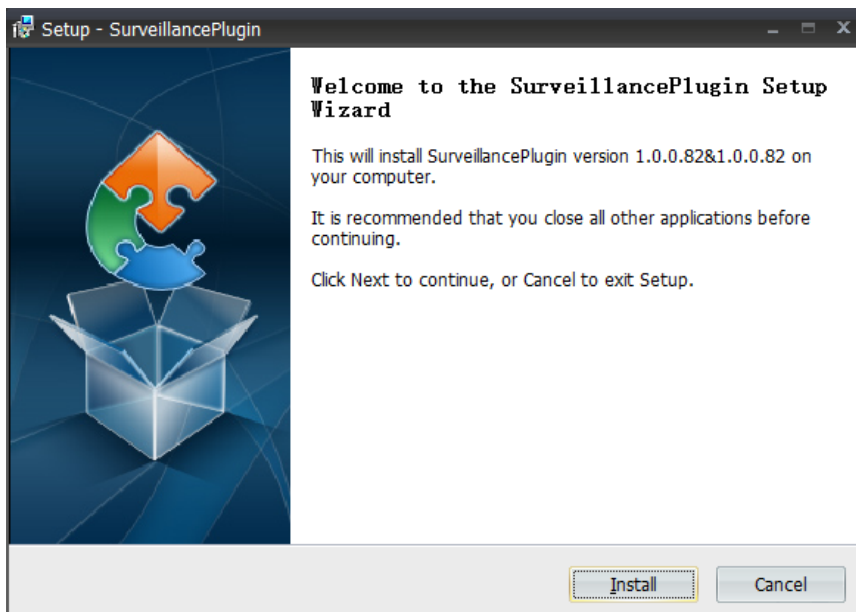 Setup - SurveillancePlugin
Welcome to the SurveillancePlugin Setup
Wizard
This will install SurveillancePlugin version 1.0.0.82&1.0.0.82 on
your computer.
It is recommended that you close all other applications before
continuing.
Click Next to continue, or Cancel to exit Setup.
Install
Cancel